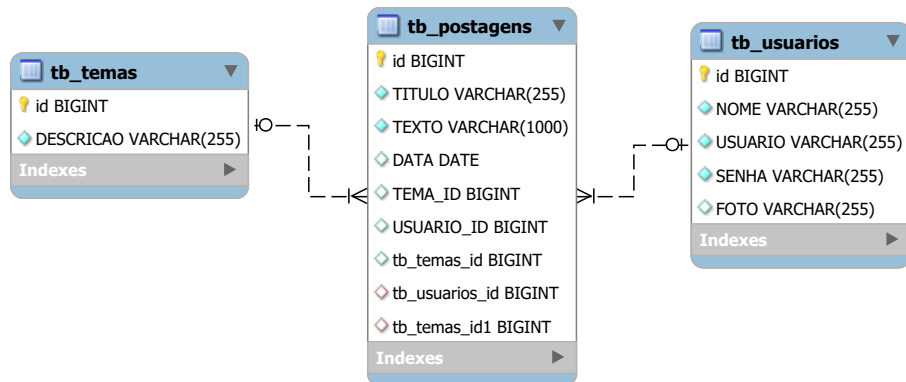 tb_temas
id BIGINT
DESCRICAO VARCHAR(255)
Indexes
tb_postagens
id BIGINT
TITULO VARCHAR(255)
TEXTO VARCHAR(1000)
DATA DATE
TEMA_ID BIGINT
USUARIO_ID BIGINT
tb_temas_id BIGINT
tb_usuarios_id BIGINT
tb_temas_id1 BIGINT
Indexes
tb_usuarios
id BIGINT
NOME VARCHAR(255)
USUARIO VARCHAR(255)
SENHA VARCHAR(255)
FOTO VARCHAR(255)
Indexes